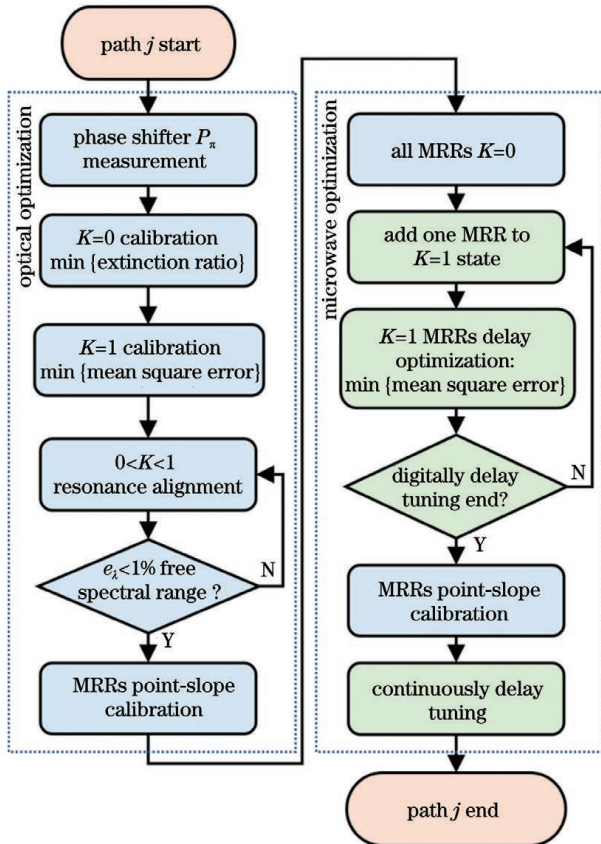 path j start
optical optimization
phase shifter Pπ
measurement
K=0 calibration
min {extinction ratio}
K=1 calibration
min {mean square error}
0<K<1
resonance alignment
eλ<1% free
spectral range ?
N
Y
MRRs point-slope
calibration
microwave optimization
all MRRs K=0
add one MRR to
K=1 state
K=1 MRRs delay
optimization:
min {mean square error}
digitally delay
tuning end?
N
Y
MRRs point-slope
calibration
continuously delay
tuning
path j end